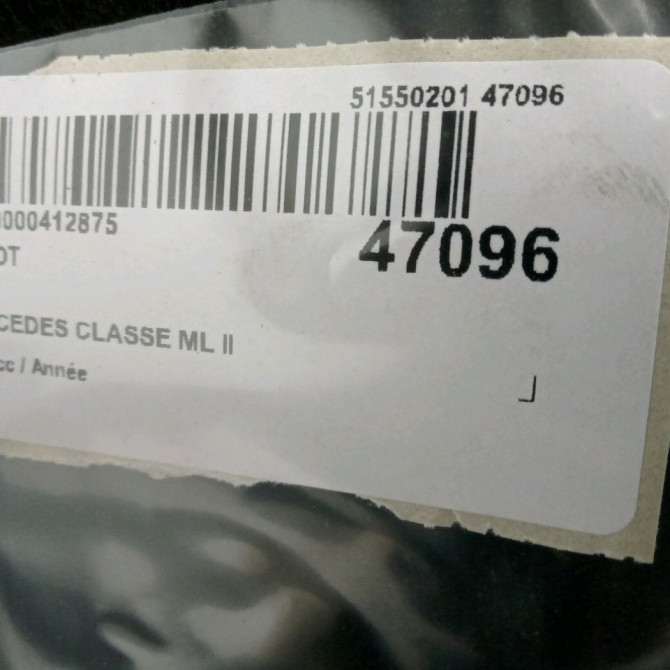 51550201 47096
0000412875
47096
OT
CEDES CLASSE ML II
cc / Année